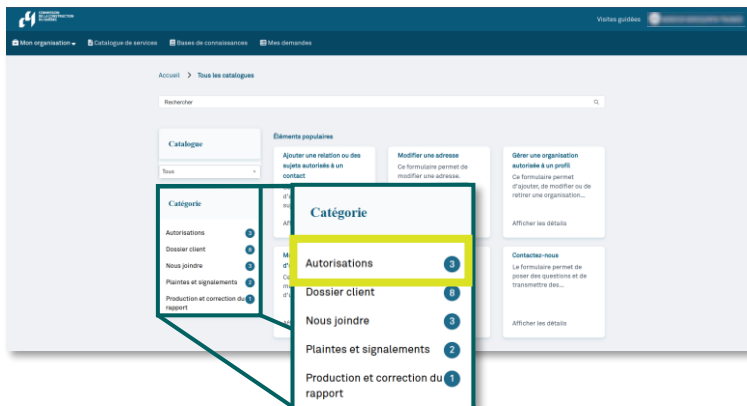 COMMISSION
DE LA CONSTRUCTION
DU QUÉBEC
Visites guidées
Mon organisation
Catalogue de services
Bases de connaissances
Mes demandes
Accueil > Tous les catalogues
Rechercher
Catalogue
Tous
Catégorie
Autorisations 3
Dossier client 8
Nous joindre 3
Plaintes et signalements 2
Production et correction du 1
rapport
Éléments populaires
Ajouter une relation ou des
sujets autorisés à un
contact
Modifier une adresse
Ce formulaire permet de
modifier une adresse.
Gérer une organisation
autorisée à un profil
Ce formulaire permet
d'ajouter, de modifier ou de
retirer une organisation...
Afficher les détails
Contactez-nous
Le formulaire permet de
poser des questions et de
transmettre des...
Afficher les détails
Catégorie
Autorisations 3
Dossier client 8
Nous joindre 3
Plaintes et signalements 2
Production et correction du 1
rapport